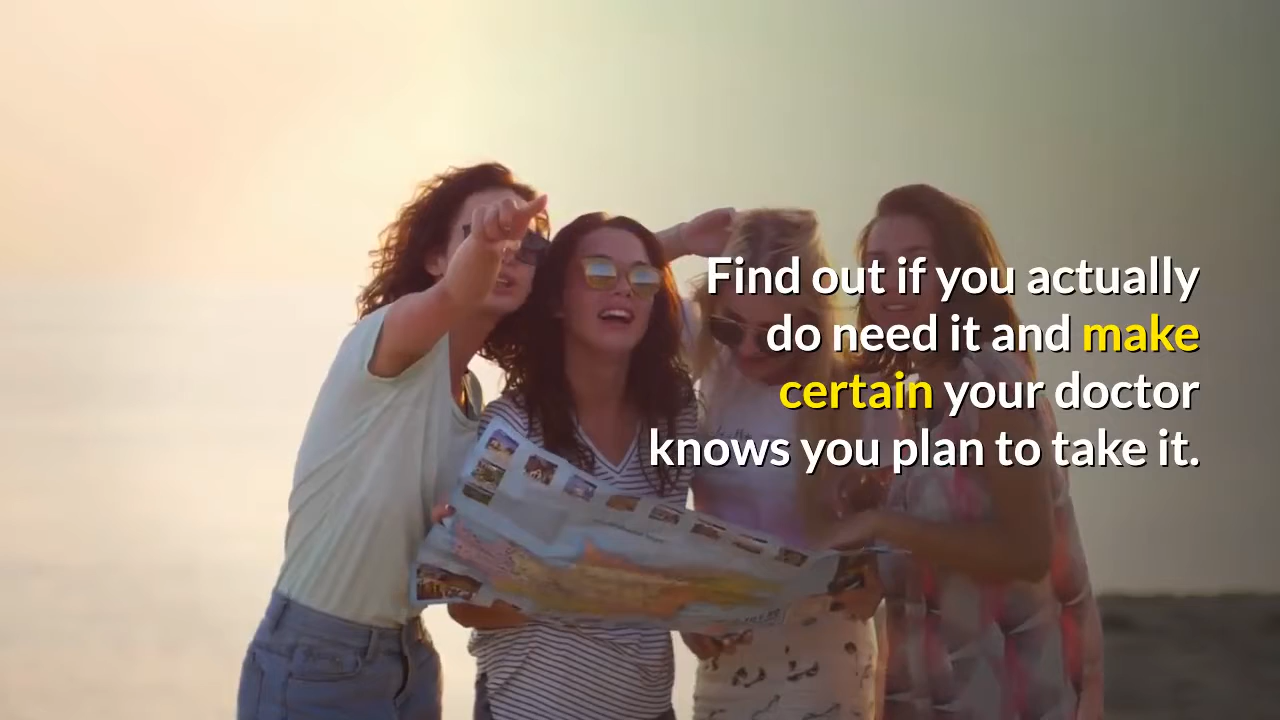 Find out if you actually
do need it and make
certain your doctor
knows you plan to take it.